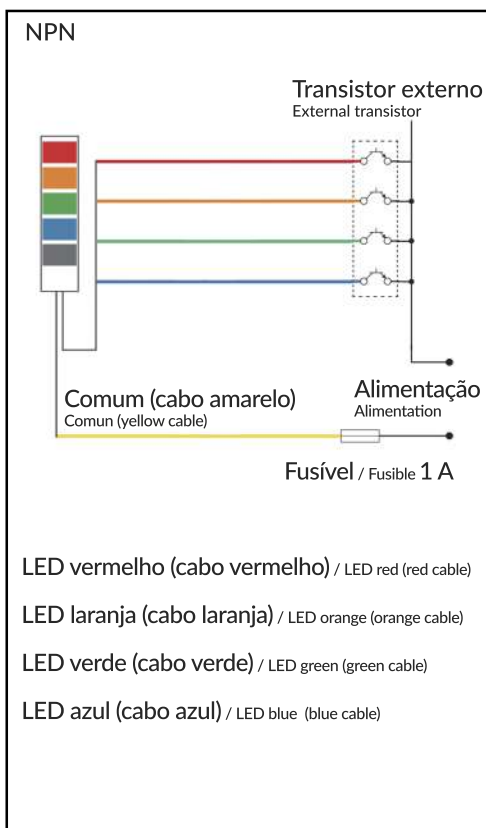 NPN
Transistor externo
External transistor
Comum (cabo amarelo)
Comun (yellow cable)
Alimentação
Alimentation
Fusível / Fusible 1 A
LED vermelho (cabo vermelho) / LED red (red cable)
LED laranja (cabo laranja) / LED orange (orange cable)
LED verde (cabo verde) / LED green (green cable)
LED azul (cabo azul) / LED blue (blue cable)